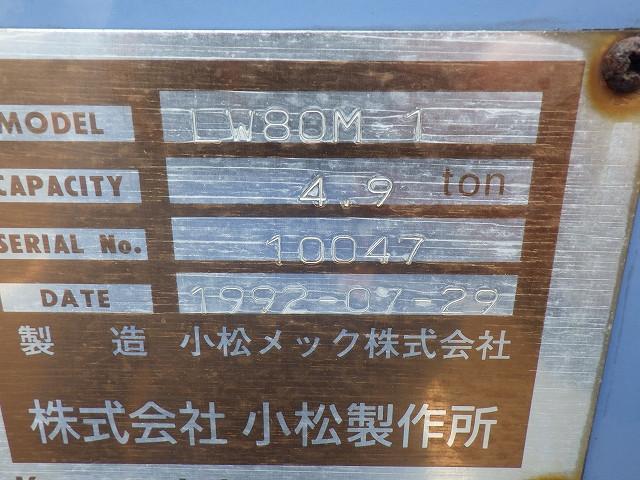 MODEL LW80M 1
CAPACITY 4.9 ton
SERIAL No. 10047
DATE 1992-07-29
製造 小松メック株式会社
株式会社 小松製作所